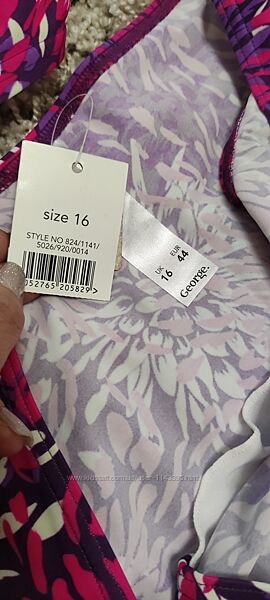 size 16
STYLE NO 824/1141/
5026/920/0014
052765 205829 >
UK EUR
16 44
George.